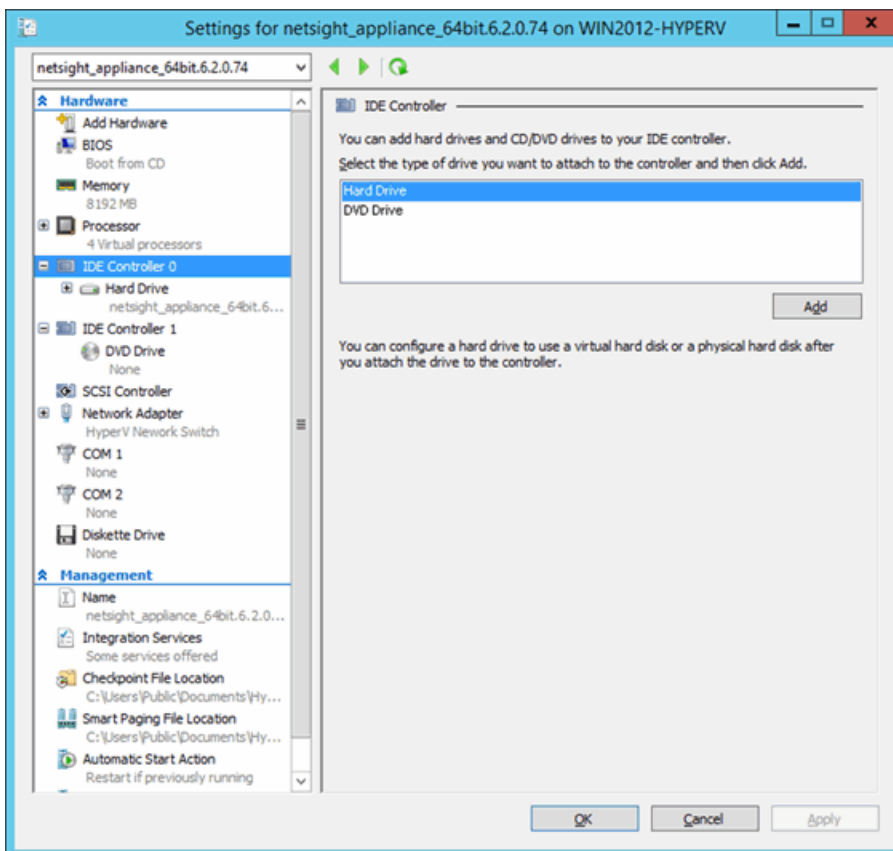 Settings for netsight_appliance_64bit.6.2.0.74 on WIN2012-HYPERV
netsight_appliance_64bit.6.2.0.74
Hardware
Add Hardware
BIOS
Boot from CD
Memory
8192 MB
Processor
4 Virtual processors
IDE Controller 0
Hard Drive
netsight_appliance_64bit.6...
IDE Controller 1
DVD Drive
None
SCSI Controller
Network Adapter
HyperV Nework Switch
COM 1
None
COM 2
None
Diskette Drive
None
Management
Name
netsight_appliance_64bit.6.2.0...
Integration Services
Some services offered
Checkpoint File Location
C:\Users\Public\Documents\Hy...
Smart Paging File Location
C:\Users\Public\Documents\Hy...
Automatic Start Action
Restart if previously running
IDE Controller
You can add hard drives and CD/DVD drives to your IDE controller.
Select the type of drive you want to attach to the controller and then click Add.
Hard Drive
DVD Drive
Add
You can configure a hard drive to use a virtual hard disk or a physical hard disk after
you attach the drive to the controller.
OK
Cancel
Apply